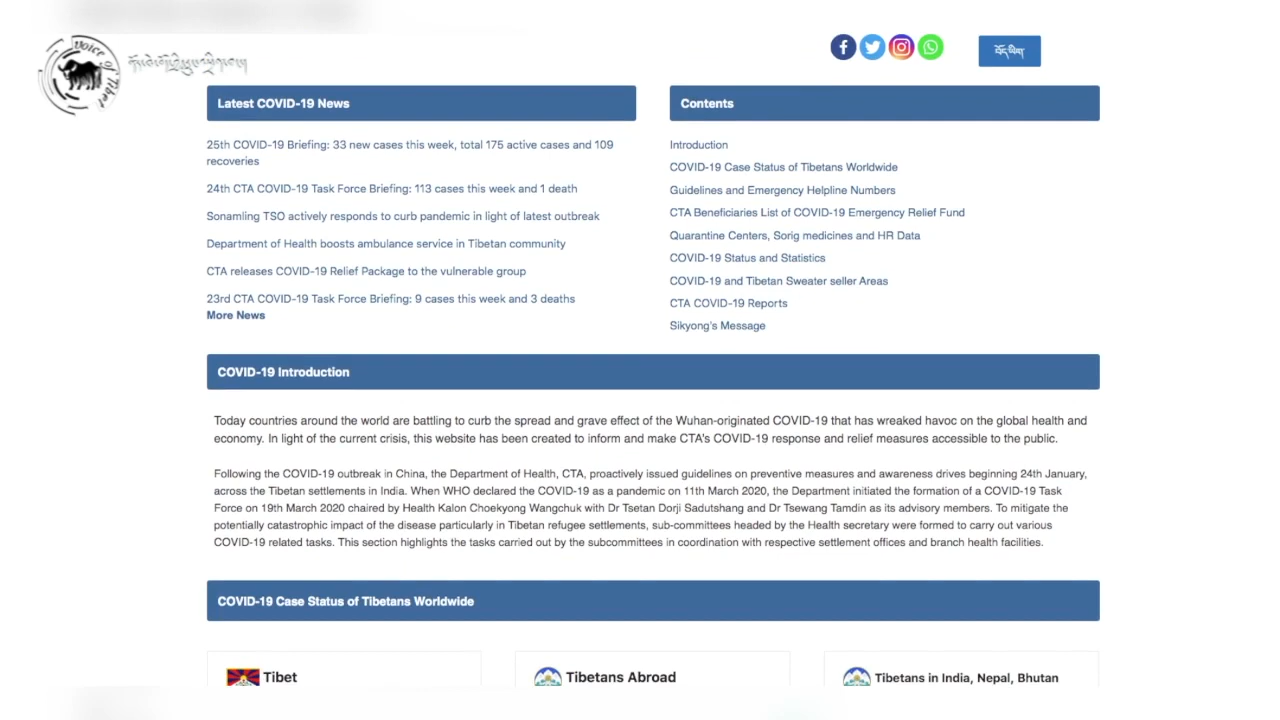 Voice of Tibet
བོད་ཡིག
Latest COVID-19 News
25th COVID-19 Briefing: 33 new cases this week, total 175 active cases and 109
recoveries
24th CTA COVID-19 Task Force Briefing: 113 cases this week and 1 death
Sonamling TSO actively responds to curb pandemic in light of latest outbreak
Department of Health boosts ambulance service in Tibetan community
CTA releases COVID-19 Relief Package to the vulnerable group
23rd CTA COVID-19 Task Force Briefing: 9 cases this week and 3 deaths
More News
Contents
Introduction
COVID-19 Case Status of Tibetans Worldwide
Guidelines and Emergency Helpline Numbers
CTA Beneficiaries List of COVID-19 Emergency Relief Fund
Quarantine Centers, Sorig medicines and HR Data
COVID-19 Status and Statistics
COVID-19 and Tibetan Sweater seller Areas
CTA COVID-19 Reports
Sikyong's Message
COVID-19 Introduction
Today countries around the world are battling to curb the spread and grave effect of the Wuhan-originated COVID-19 that has wreaked havoc on the global health and
economy. In light of the current crisis, this website has been created to inform and make CTA's COVID-19 response and relief measures accessible to the public.
Following the COVID-19 outbreak in China, the Department of Health, CTA, proactively issued guidelines on preventive measures and awareness drives beginning 24th January,
across the Tibetan settlements in India. When WHO declared the COVID-19 as a pandemic on 11th March 2020, the Department initiated the formation of a COVID-19 Task
Force on 19th March 2020 chaired by Health Kalon Choekyong Wangchuk with Dr Tsetan Dorji Sadutshang and Dr Tsewang Tamdin as its advisory members. To mitigate the
potentially catastrophic impact of the disease particularly in Tibetan refugee settlements, sub-committees headed by the Health secretary were formed to carry out various
COVID-19 related tasks. This section highlights the tasks carried out by the subcommittees in coordination with respective settlement offices and branch health facilities.
COVID-19 Case Status of Tibetans Worldwide
Tibet
Tibetans Abroad
Tibetans in India, Nepal, Bhutan